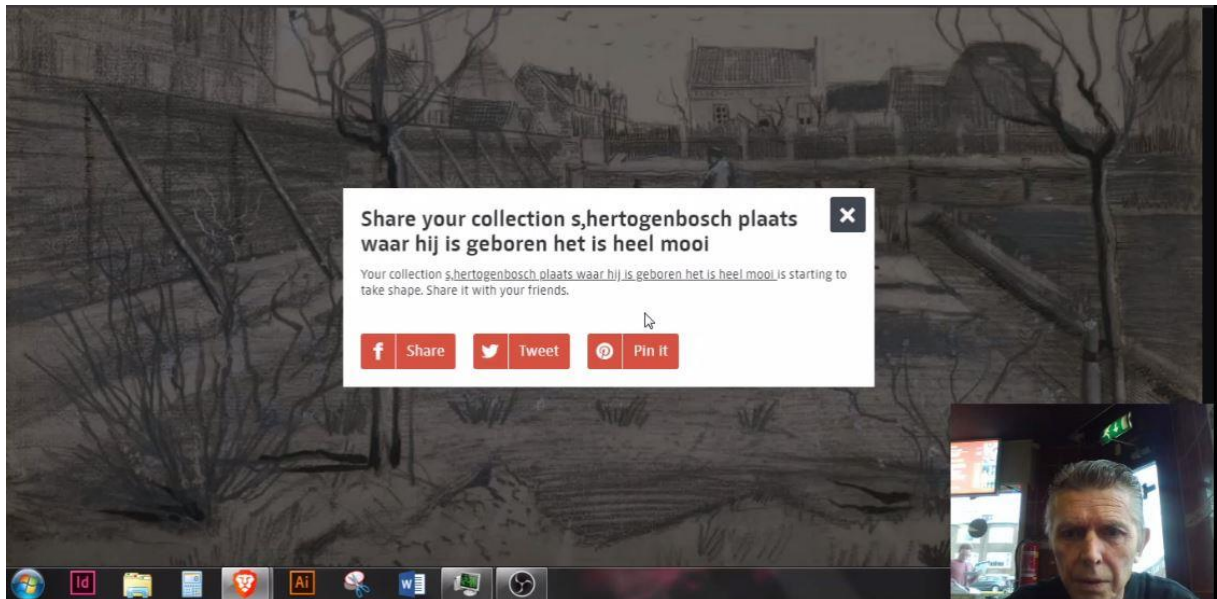 Share your collection s,hertogenbosch plaats
waar hij is geboren het is heel mooi
Your collection s,hertogenbosch plaats waar hij is geboren het is heel mooi is starting to
take shape. Share it with your friends.
f Share Tweet Pin it
Id Ai W